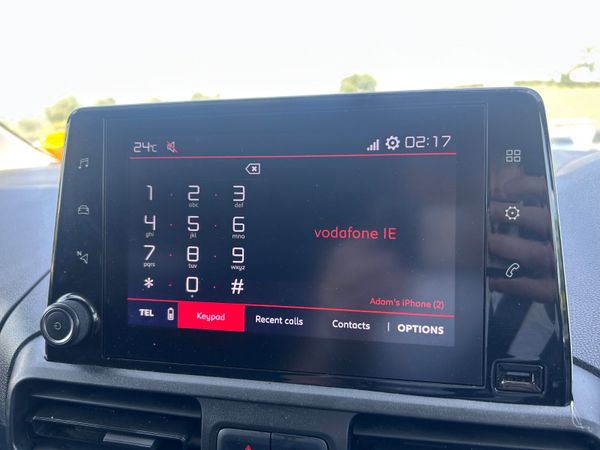 24°C 02:17
1 2 3
abc def
4 5 6
ghi jkl mno
vodafone IE
7 8 9
pqrs tuv wxyz
* 0 #
+
Adam's iPhone (2)
TEL Keypad Recent calls Contacts | OPTIONS
N